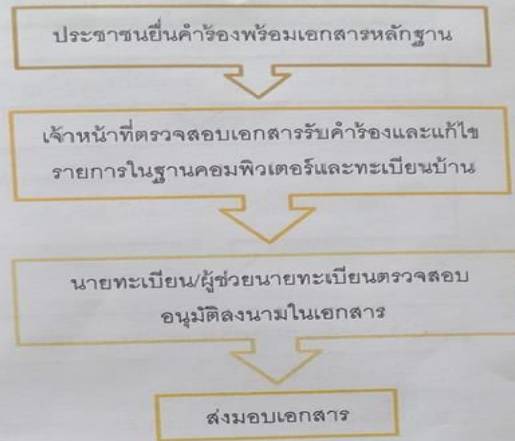 ประชาชนยื่นคำร้องพร้อมเอกสารหลักฐาน
เจ้าหน้าที่ตรวจสอบเอกสารรับคำร้องและแก้ไข
รายการในฐานคอมพิวเตอร์และทะเบียนบ้าน
นายทะเบียน/ผู้ช่วยนายทะเบียนตรวจสอบ
อนุมัติลงนามในเอกสาร
ส่งมอบเอกสาร